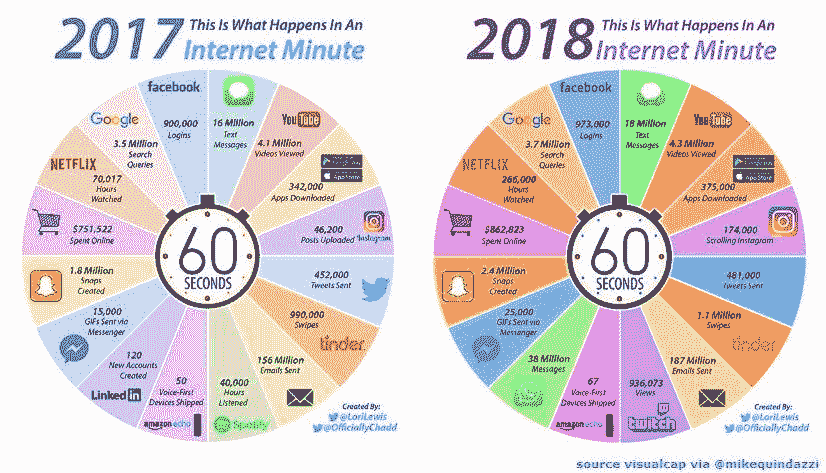 2017 This Is What Happens In An
Internet Minute
facebook
900,000
Logins
16 Million
Text
Messages
YouTube
4.1 Million
Videos Viewed
App Store
342,000
Apps Downloaded
Instagram
46,200
Posts Uploaded
452,000
Tweets Sent
990,000
Swipes
tinder
156 Million
Emails Sent
40,000
Hours
Listened
Spotify
50
Voice-First
Devices Shipped
amazon echo
120
New Accounts
Created
LinkedIn
15,000
GIFs Sent via
Messenger
1.8 Million
Snaps
Created
$751,522
Spent Online
NETFLIX
70,017
Hours
Watched
Google
3.5 Million
Search
Queries
60
SECONDS
Created By:
@LoriLewis
@OfficiallyChadd
2018 This Is What Happens In An
Internet Minute
facebook
973,000
Logins
18 Million
Text
Messages
YouTube
4.3 Million
Videos Viewed
App Store
375,000
Apps Downloaded
174,000
Scrolling Instagram
481,000
Tweets Sent
1.1 Million
Swipes
tinder
187 Million
Emails Sent
936,073
Views
twitch
67
Voice-First
Devices Shipped
amazon echo
38 Million
Messages
25,000
GIFs Sent via
Messenger
2.4 Million
Snaps
Created
$862,823
Spent Online
NETFLIX
266,000
Hours
Watched
Google
3.7 Million
Search
Queries
60
SECONDS
Created By:
@LoriLewis
@OfficiallyChadd
source visualcap via @mikequindazzi